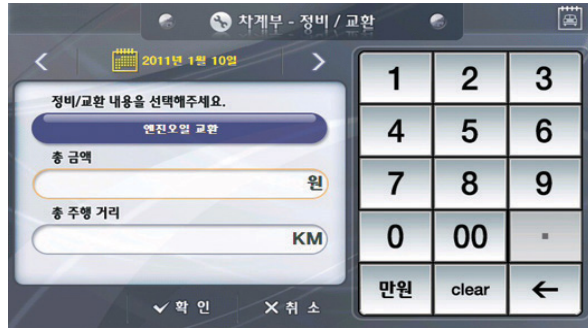 차계부 - 정비 / 교환
2011년 1월 10일
정비/교환 내용을 선택해주세요.
엔진오일 교환
총 금액
원
총 주행 거리
KM
확 인
취 소
1 2 3
4 5 6
7 8 9
0 00 .
만원 clear ←